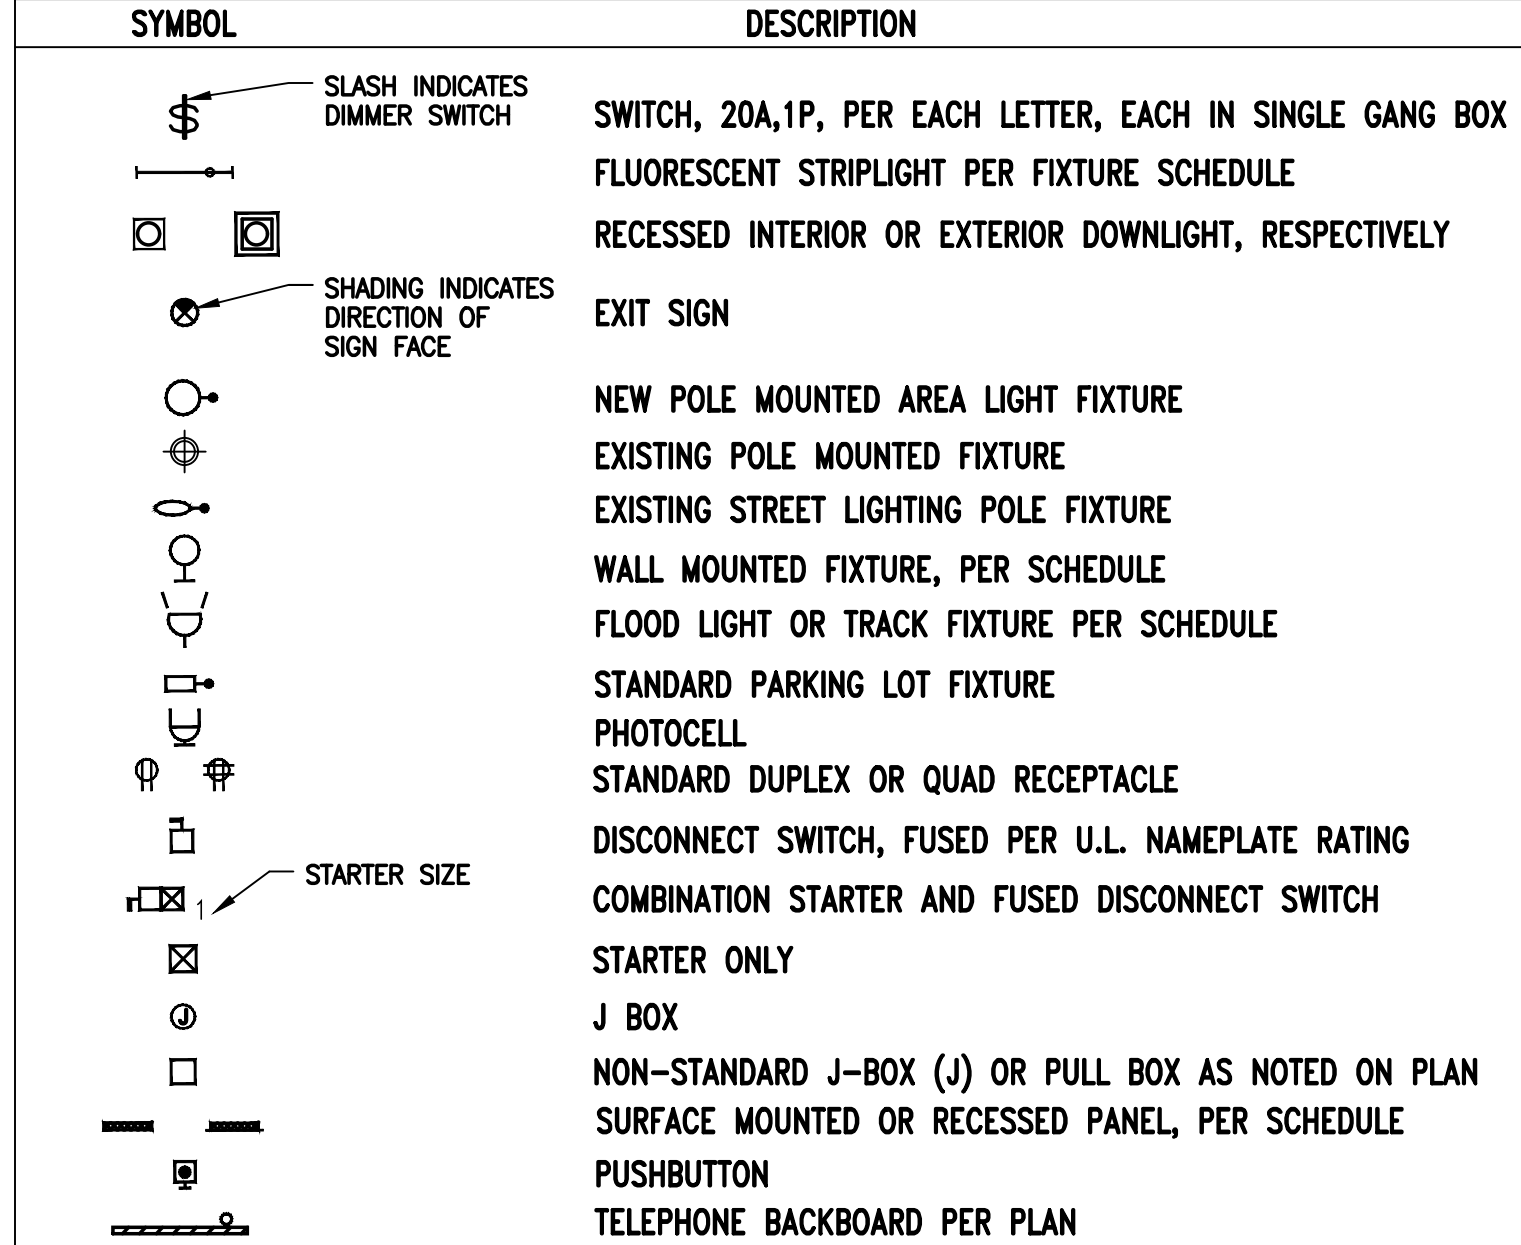 SYMBOL DESCRIPTION
SLASH INDICATES
DIMMER SWITCH
$ SWITCH, 20A,1P, PER EACH LETTER, EACH IN SINGLE GANG BOX
FLUORESCENT STRIPLIGHT PER FIXTURE SCHEDULE
RECESSED INTERIOR OR EXTERIOR DOWNLIGHT, RESPECTIVELY
SHADING INDICATES
DIRECTION OF
SIGN FACE
EXIT SIGN
NEW POLE MOUNTED AREA LIGHT FIXTURE
EXISTING POLE MOUNTED FIXTURE
EXISTING STREET LIGHTING POLE FIXTURE
WALL MOUNTED FIXTURE, PER SCHEDULE
FLOOD LIGHT OR TRACK FIXTURE PER SCHEDULE
STANDARD PARKING LOT FIXTURE
PHOTOCELL
STANDARD DUPLEX OR QUAD RECEPTACLE
DISCONNECT SWITCH, FUSED PER U.L. NAMEPLATE RATING
STARTER SIZE
1 COMBINATION STARTER AND FUSED DISCONNECT SWITCH
STARTER ONLY
J J BOX
NON-STANDARD J-BOX (J) OR PULL BOX AS NOTED ON PLAN
SURFACE MOUNTED OR RECESSED PANEL, PER SCHEDULE
PUSHBUTTON
TELEPHONE BACKBOARD PER PLAN